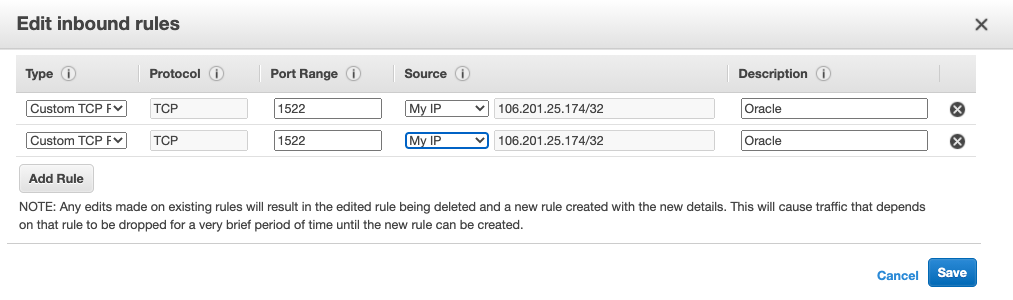 Edit inbound rules
Type Protocol Port Range Source Description
Custom TCP F TCP 1522 My IP 106.201.25.174/32 Oracle
Custom TCP F TCP 1522 My IP 106.201.25.174/32 Oracle
Add Rule
NOTE: Any edits made on existing rules will result in the edited rule being deleted and a new rule created with the new details. This will cause traffic that depends
on that rule to be dropped for a very brief period of time until the new rule can be created.
Cancel Save